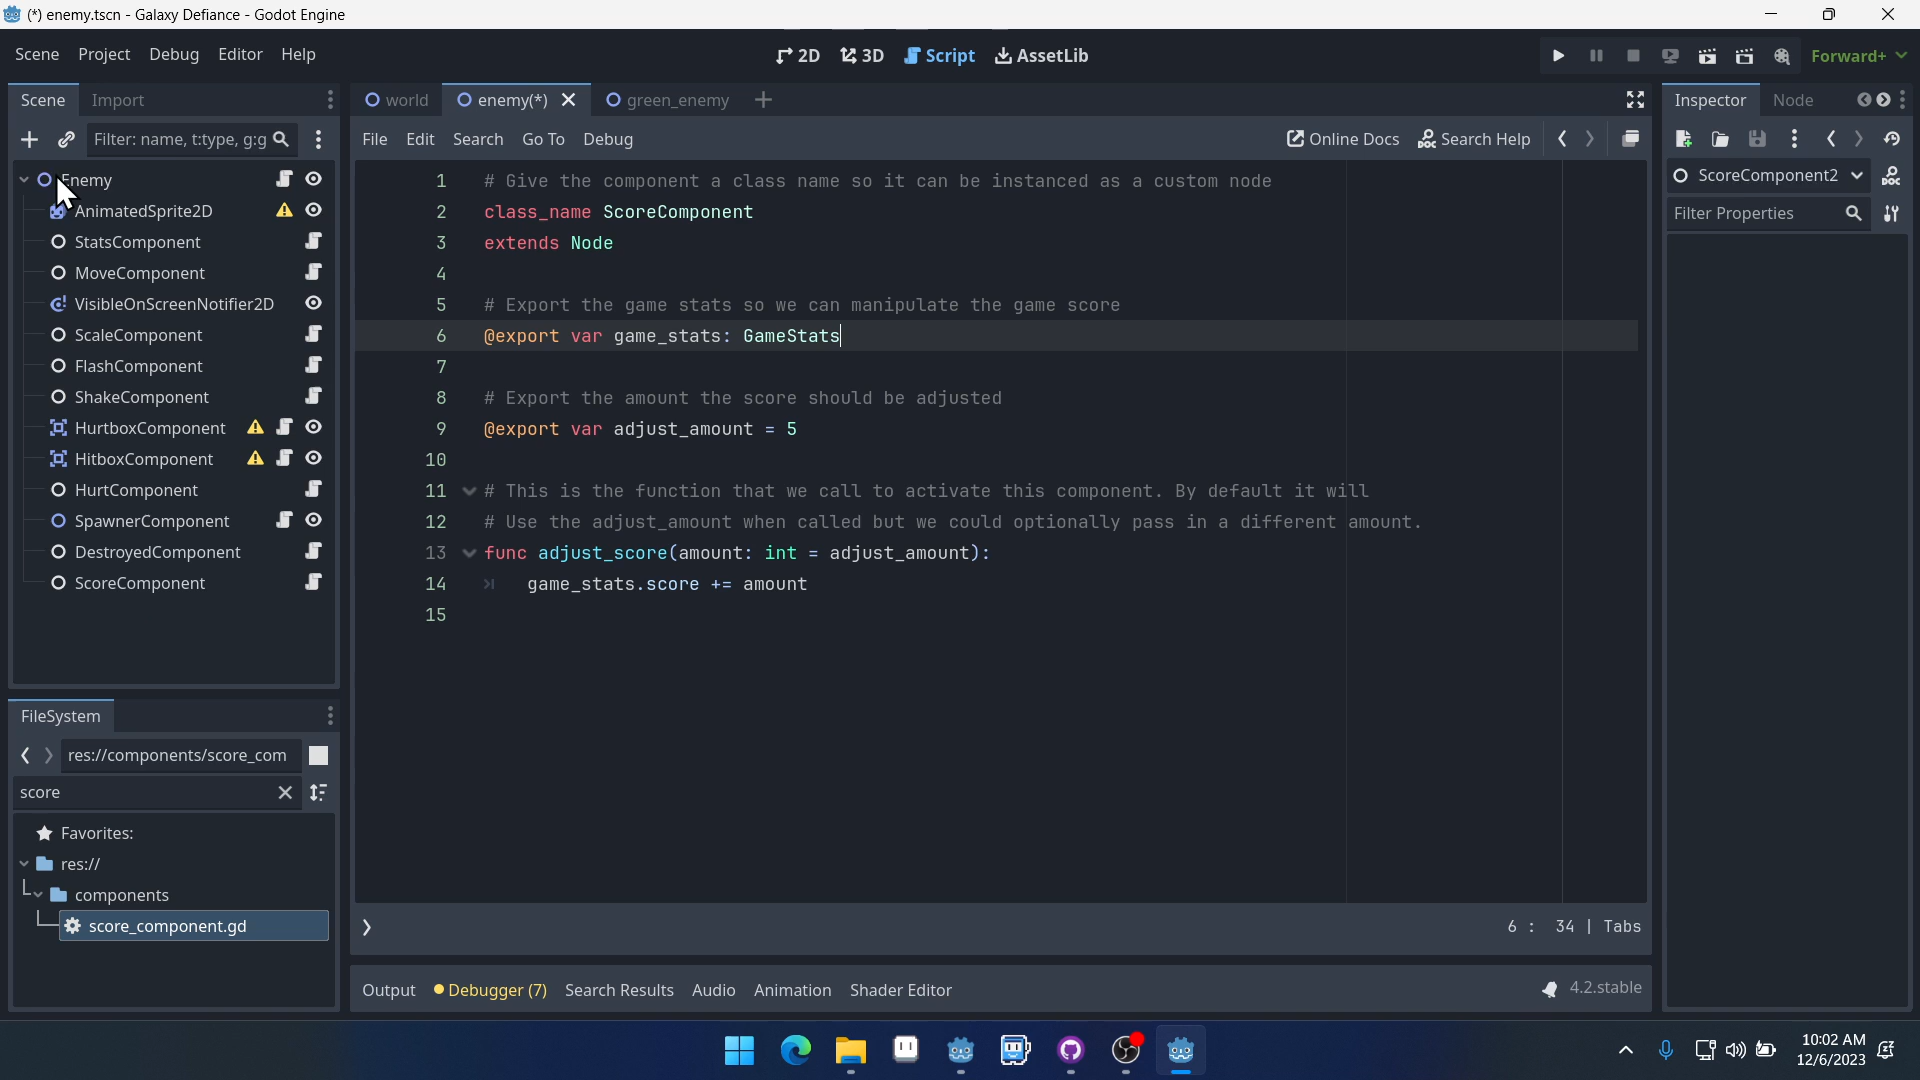 (*) enemy.tscn - Galaxy Defiance - Godot Engine
Scene Project Debug Editor Help
2D 3D Script AssetLib
Forward+
Scene Import
world enemy(*) green_enemy
Inspector Node
Filter: name, t:type, g:g
File Edit Search Go To Debug
Online Docs Search Help
ScoreComponent2
Filter Properties
Enemy
AnimatedSprite2D
StatsComponent
MoveComponent
VisibleOnScreenNotifier2D
ScaleComponent
FlashComponent
ShakeComponent
HurtboxComponent
HitboxComponent
HurtComponent
SpawnerComponent
DestroyedComponent
ScoreComponent
1 # Give the component a class name so it can be instanced as a custom node
2 class_name ScoreComponent
3 extends Node
4
5 # Export the game stats so we can manipulate the game score
6 @export var game_stats: GameStats
7
8 # Export the amount the score should be adjusted
9 @export var adjust_amount = 5
10
11 # This is the function that we call to activate this component. By default it will
12 # Use the adjust_amount when called but we could optionally pass in a different amount.
13 func adjust_score(amount: int = adjust_amount):
14 game_stats.score += amount
15
6 : 34 | Tabs
FileSystem
res://components/score_com
score
Favorites:
res://
components
score_component.gd
Output Debugger (7) Search Results Audio Animation Shader Editor
4.2.stable
10:02 AM
12/6/2023